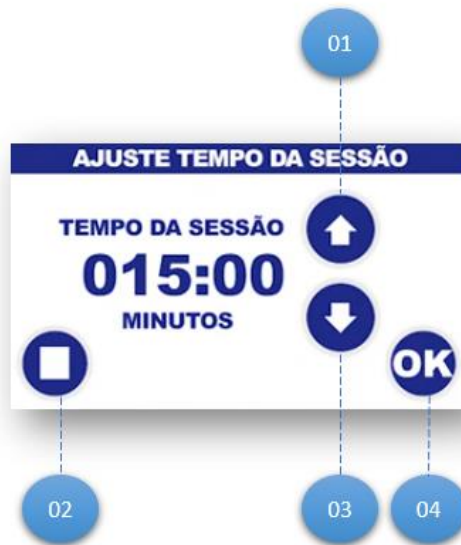 01
AJUSTE TEMPO DA SESSÃO
TEMPO DA SESSÃO
015:00
MINUTOS
OK
02
03
04